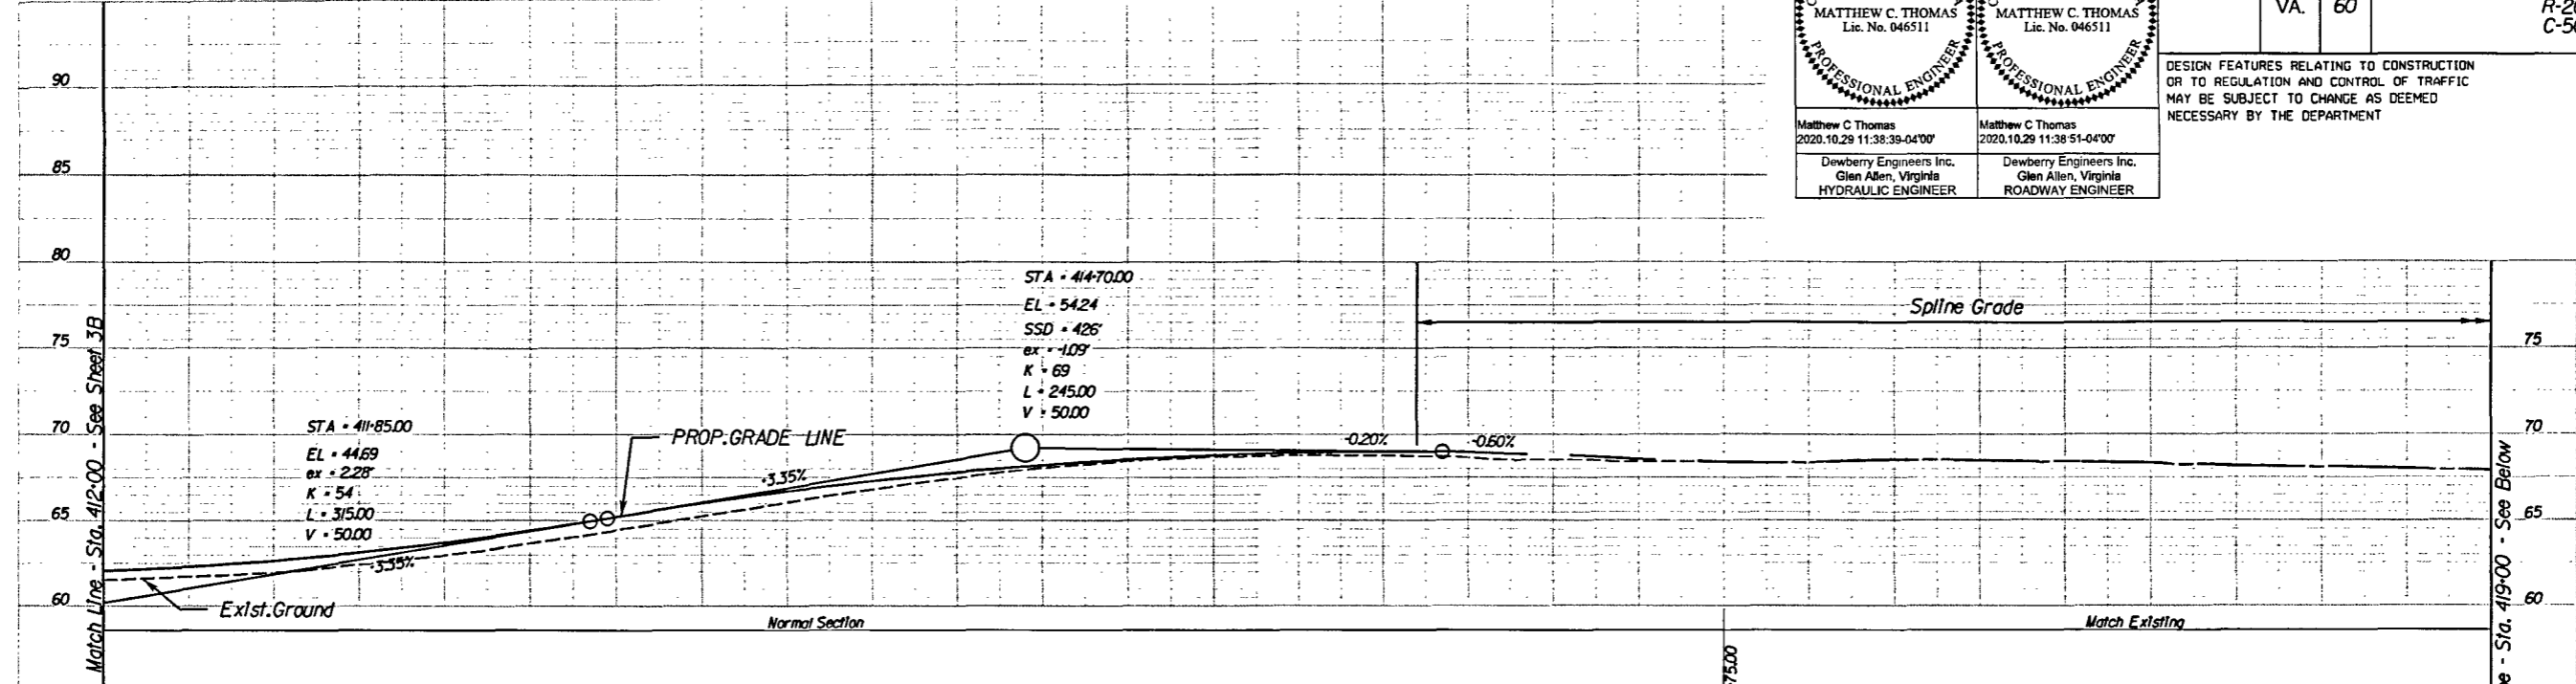 MATTHEW C. THOMAS
Lic. No. 046511
PROFESSIONAL ENGINEER
MATTHEW C. THOMAS
Lic. No. 046511
PROFESSIONAL ENGINEER
VA. 60
DESIGN FEATURES RELATING TO CONSTRUCTION
OR TO REGULATION AND CONTROL OF TRAFFIC
MAY BE SUBJECT TO CHANGE AS DEEMED
NECESSARY BY THE DEPARTMENT
Matthew C Thomas
2020.10.29 11:38:39-04'00'
Matthew C Thomas
2020.10.29 11:38:51-04'00'
Dewberry Engineers Inc.
Glen Allen, Virginia
HYDRAULIC ENGINEER
Dewberry Engineers Inc.
Glen Allen, Virginia
ROADWAY ENGINEER
90
85
80
75
70
65
60
Match Line - Sta. 412+00 - See Sheet 3B
STA = 411+85.00
EL = 44.69
ex = 2.28'
K = 54
L = 315.00
V = 50.00
+3.35%
Exist. Ground
PROP. GRADE LINE
+3.35%
STA = 414+70.00
EL = 54.24
SSD = 426'
ex = -1.09'
K = 69
L = 245.00
V = 50.00
-0.20%
-0.60%
Spline Grade
Normal Section
Match Existing
75
70
65
60
- Sta. 419+00 - See Below